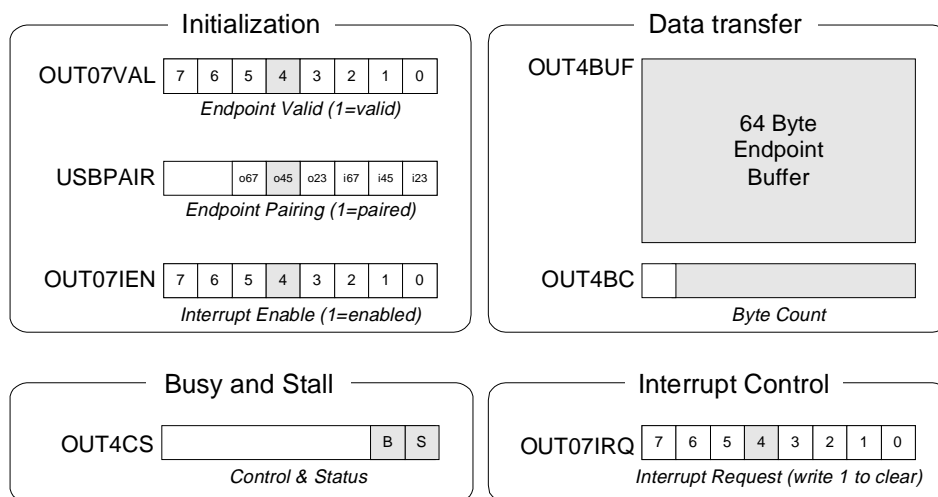 Initialization
OUT07VAL 7 6 5 4 3 2 1 0
Endpoint Valid (1=valid)
USBPAIR o67 o45 o23 i67 i45 i23
Endpoint Pairing (1=paired)
OUT07IEN 7 6 5 4 3 2 1 0
Interrupt Enable (1=enabled)
Data transfer
OUT4BUF
64 Byte
Endpoint
Buffer
OUT4BC
Byte Count
Busy and Stall
OUT4CS B S
Control & Status
Interrupt Control
OUT07IRQ 7 6 5 4 3 2 1 0
Interrupt Request (write 1 to clear)